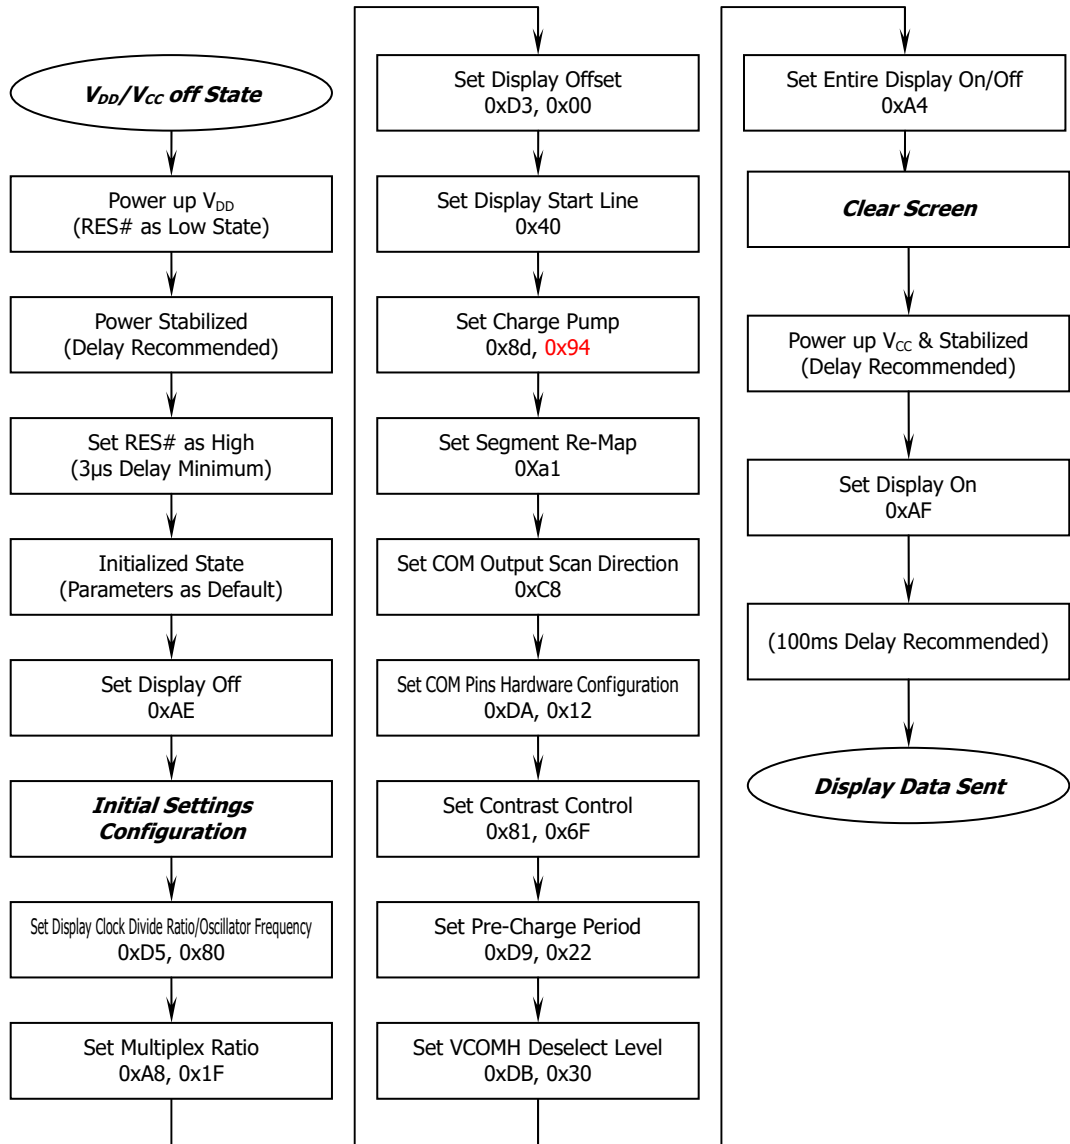 V_DD/V_CC off State
Power up V_DD
(RES# as Low State)
Power Stabilized
(Delay Recommended)
Set RES# as High
(3μs Delay Minimum)
Initialized State
(Parameters as Default)
Set Display Off
0xAE
Initial Settings
Configuration
Set Display Clock Divide Ratio/Oscillator Frequency
0xD5, 0x80
Set Multiplex Ratio
0xA8, 0x1F
Set Display Offset
0xD3, 0x00
Set Display Start Line
0x40
Set Charge Pump
0x8d, 0x94
Set Segment Re-Map
0Xa1
Set COM Output Scan Direction
0xC8
Set COM Pins Hardware Configuration
0xDA, 0x12
Set Contrast Control
0x81, 0x6F
Set Pre-Charge Period
0xD9, 0x22
Set VCOMH Deselect Level
0xDB, 0x30
Set Entire Display On/Off
0xA4
Clear Screen
Power up V_CC & Stabilized
(Delay Recommended)
Set Display On
0xAF
(100ms Delay Recommended)
Display Data Sent